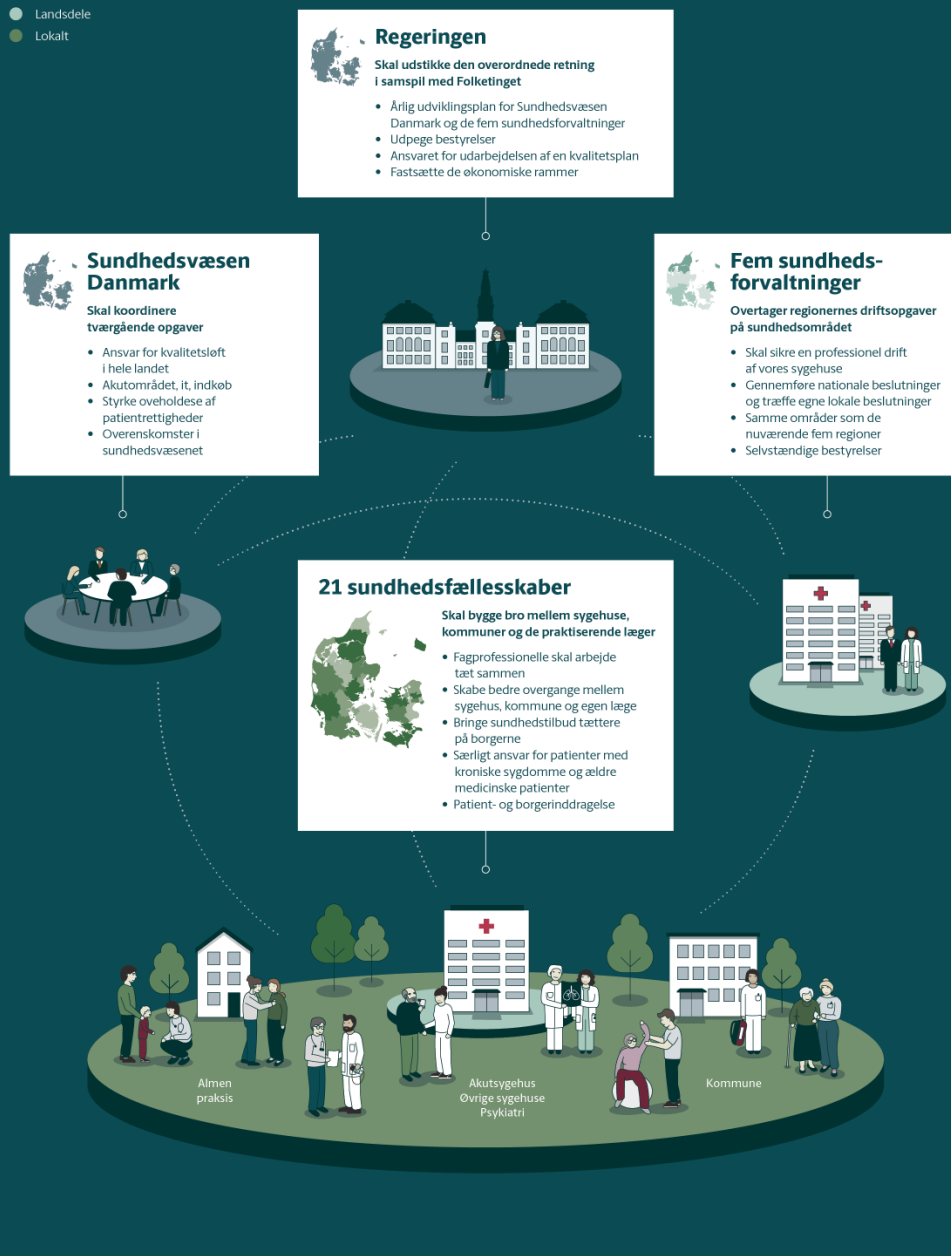 Landsdele
Lokalt
Regeringen
Skal udstikke den overordnede retning
i samspil med Folketinget
• Årlig udviklingsplan for Sundhedsvæsen
Danmark og de fem sundhedsforvaltninger
• Udpege bestyrelser
• Ansvaret for udarbejdelsen af en kvalitetsplan
• Fastsætte de økonomiske rammer
Sundhedsvæsen
Danmark
Skal koordinere
tværgående opgaver
• Ansvar for kvalitetsløft
i hele landet
• Akutområdet, it, indkøb
• Styrke oveholdese af
patientrettigheder
• Overenskomster i
sundhedsvæsenet
Fem sundheds-
forvaltninger
Overtager regionernes driftsopgaver
på sundhedsområdet
• Skal sikre en professionel drift
af vores sygehuse
• Gennemføre nationale beslutninger
og træffe egne lokale beslutninger
• Samme områder som de
nuværende fem regioner
• Selvstændige bestyrelser
21 sundhedsfællesskaber
Skal bygge bro mellem sygehuse,
kommuner og de praktiserende læger
• Fagprofessionelle skal arbejde
tæt sammen
• Skabe bedre overgange mellem
sygehus, kommune og egen læge
• Bringe sundhedstilbud tættere
på borgerne
• Særligt ansvar for patienter med
kroniske sygdomme og ældre
medicinske patienter
• Patient- og borgerinddragelse
Almen
praksis
Akutsygehus
Øvrige sygehuse
Psykiatri
Kommune